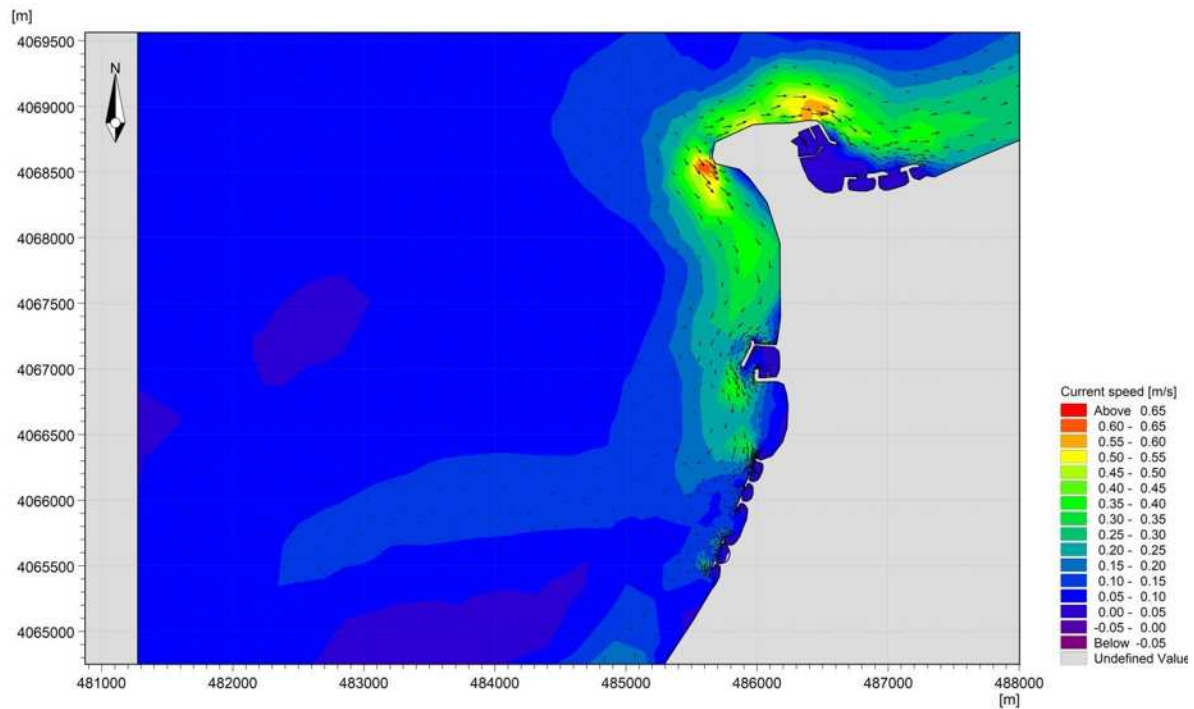 [m]
4069500
4069000
4068500
4068000
4067500
4067000
4066500
4066000
4065500
4065000
N
481000 482000 483000 484000 485000 486000 487000 488000
[m]
Current speed [m/s]
Above 0.65
0.60 - 0.65
0.55 - 0.60
0.50 - 0.55
0.45 - 0.50
0.40 - 0.45
0.35 - 0.40
0.30 - 0.35
0.25 - 0.30
0.20 - 0.25
0.15 - 0.20
0.10 - 0.15
0.05 - 0.10
0.00 - 0.05
-0.05 - 0.00
Below -0.05
Undefined Value